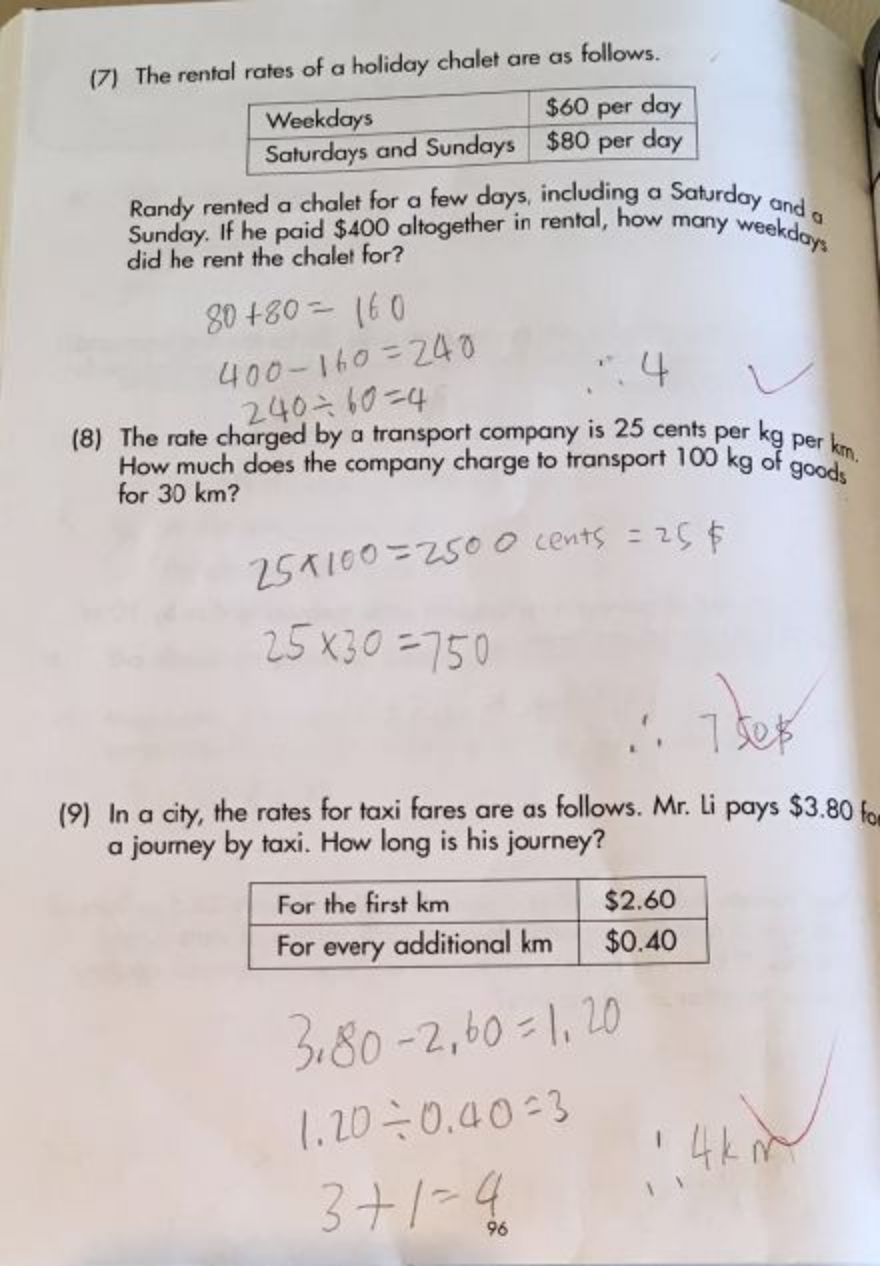 (7) The rental rates of a holiday chalet are as follows.
Weekdays $60 per day
Saturdays and Sundays $80 per day
Randy rented a chalet for a few days, including a Saturday and a
Sunday. If he paid $400 altogether in rental, how many weekdays
did he rent the chalet for?
80+80=160
400-160=240
∴ 4
240÷60=4
(8) The rate charged by a transport company is 25 cents per kg per km.
How much does the company charge to transport 100 kg of goods
for 30 km?
25×100=2500 cents = 25 $
25×30=750
∴ 750$
(9) In a city, the rates for taxi fares are as follows. Mr. Li pays $3.80 for
a journey by taxi. How long is his journey?
For the first km $2.60
For every additional km $0.40
3.80-2.60=1.20
1.20÷0.40=3
∴ 4km
3+1=4
96